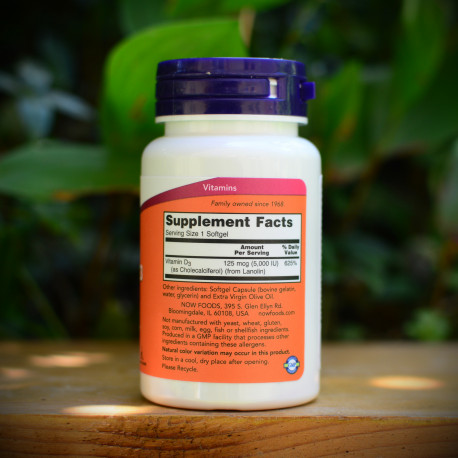 Vitamins
Family owned since 1968
Supplement Facts
Serving Size 1 Softgel
Amount Per Serving
% Daily Value
Vitamin D3 125 mcg (5,000 IU) 625%
(as Cholecalciferol) (from Lanolin)
Other ingredients: Softgel Capsule (bovine gelatin,
water, glycerin) and Extra Virgin Olive Oil.
NOW FOODS, 395 S. Glen Ellyn Rd.
Bloomingdale, IL 60108, USA nowfoods.com
Not manufactured with yeast, wheat, gluten,
soy, corn, milk, egg, fish or shellfish ingredients.
Produced in a GMP facility that processes other
ingredients containing these allergens.
Natural color variation may occur in this product.
Store in a cool, dry place after opening.
Please Recycle.